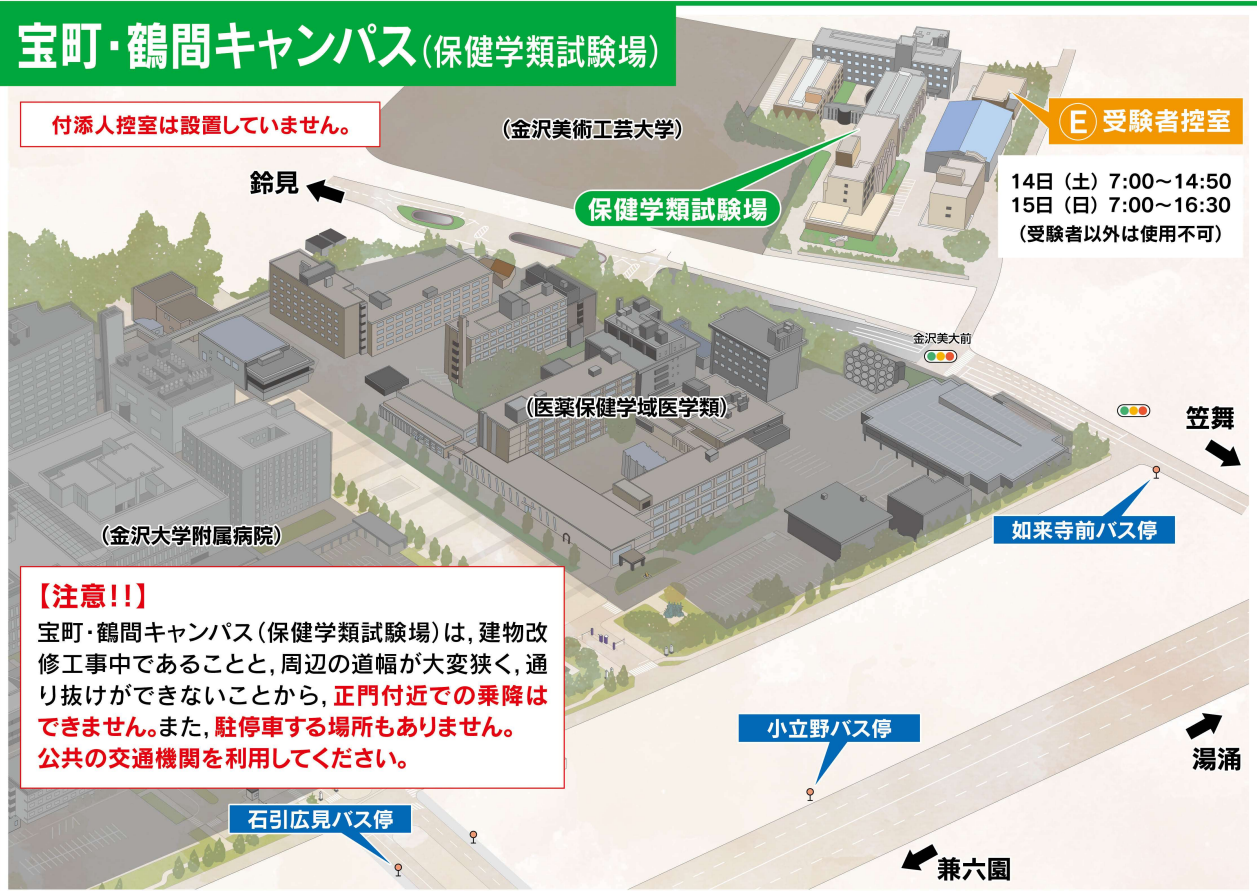 宝町・鶴間キャンパス(保健学類試験場)
付添人控室は設置していません。
(金沢美術工芸大学)
E 受験者控室
鈴見
保健学類試験場
14日(土)7:00~14:50
15日(日)7:00~16:30
(受験者以外は使用不可)
金沢美大前
(医薬保健学域医学類)
笠舞
如来寺前バス停
(金沢大学附属病院)
【注意!!】
宝町・鶴間キャンパス(保健学類試験場)は,建物改
修工事中であることと,周辺の道幅が大変狭く,通
り抜けができないことから,正門付近での乗降は
できません。また,駐停車する場所もありません。
公共の交通機関を利用してください。
小立野バス停
湯涌
石引広見バス停
兼六園